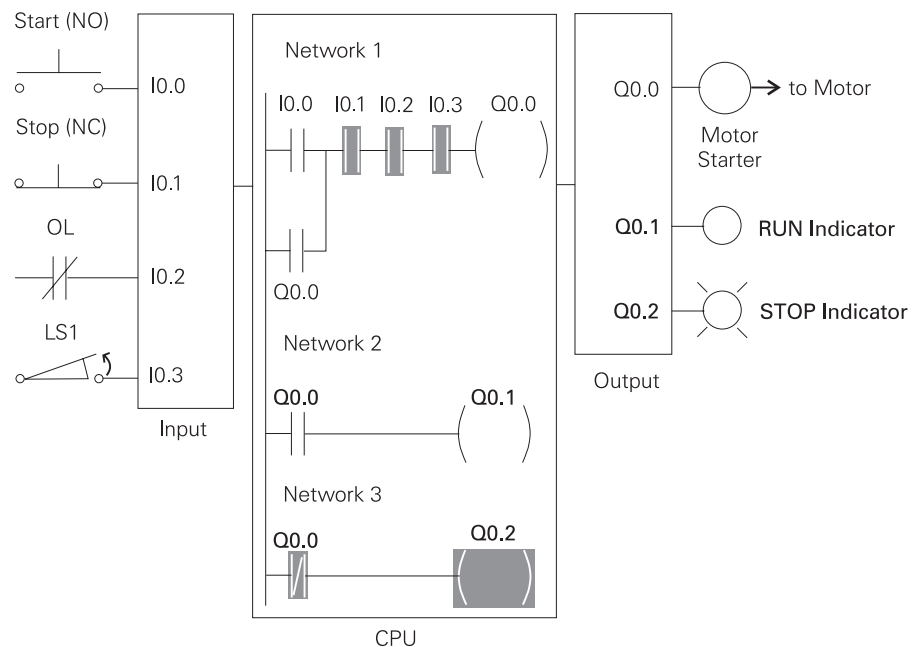 Start (NO)
I0.0
Stop (NC)
I0.1
OL
I0.2
LS1
I0.3
Input
Network 1
I0.0 I0.1 I0.2 I0.3 Q0.0
Q0.0
Network 2
Q0.0 Q0.1
Network 3
Q0.0 Q0.2
CPU
Q0.0
to Motor
Motor
Starter
Q0.1
RUN Indicator
Q0.2
STOP Indicator
Output